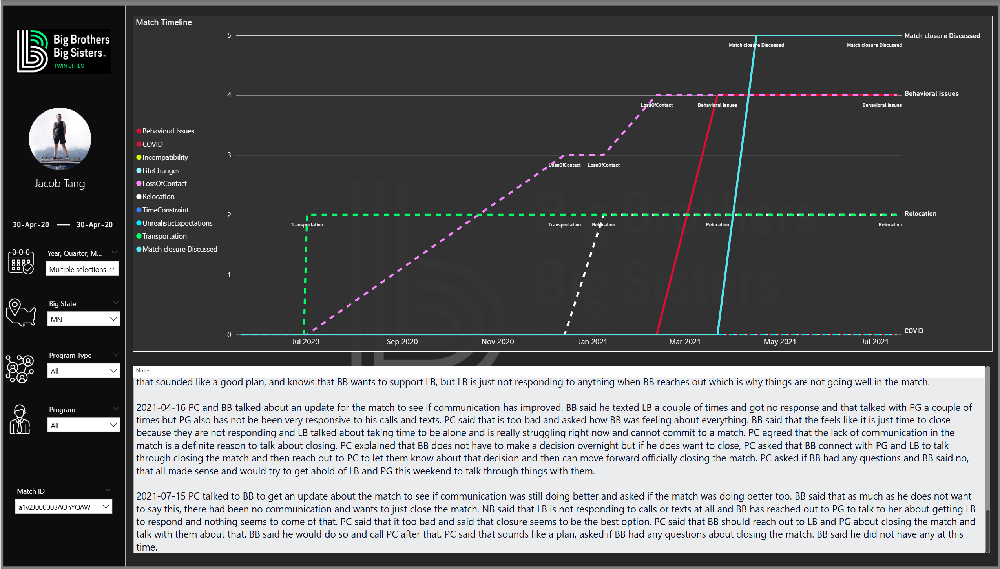 Big Brothers
Big Sisters®
TWIN CITIES
Jacob Tang
30-Apr-20 — 30-Apr-20
Year, Quarter, M...
Multiple selections
Big State
MN
Program Type
All
Program
All
Match ID
a1v2J000003AOnYQAW
Match Timeline
5
4
3
2
1
0
Match closure Discussed
Match closure Discussed
Match closure Discussed
LossOfContact
Behavioral Issues
Behavioral Issues
Behavioral Issues
LossOfContact
LossOfContact
Transportation
Transportation
Relocation
Relocation
Relocation
Relocation
COVID
Behavioral Issues
COVID
Incompatibility
LifeChanges
LossOfContact
Relocation
TimeConstraint
UnrealisticExpectations
Transportation
Match closure Discussed
Jul 2020
Sep 2020
Nov 2020
Jan 2021
Mar 2021
May 2021
Jul 2021
Big Brothers
Big Sisters®
Notes
that sounded like a good plan, and knows that BB wants to support LB, but LB is just not responding to anything when BB reaches out which is why things are not going well in the match.
2021-04-16 PC and BB talked about an update for the match to see if communication has improved. BB said he texted LB a couple of times and got no response and that talked with PG a couple of
times but PG also has not be been very responsive to his calls and texts. PC said that is too bad and asked how BB was feeling about everything. BB said that the feels like it is just time to close
because they are not responding and LB talked about taking time to be alone and is really struggling right now and cannot commit to a match. PC agreed that the lack of communication in the
match is a definite reason to talk about closing. PC explained that BB does not have to make a decision overnight but if he does want to close, PC asked that BB connect with PG and LB to talk
through closing the match and then reach out to PC to let them know about that decision and then can move forward officially closing the match. PC asked if BB had any questions and BB said no,
that all made sense and would try to get ahold of LB and PG this weekend to talk through things with them.
2021-07-15 PC talked to BB to get an update about the match to see if communication was still doing better and asked if the match was doing better too. BB said that as much as he does not want
to say this, there had been no communication and wants to just close the match. NB said that LB is not responding to calls or texts at all and BB has reached out to PG to talk to her about getting LB
to respond and nothing seems to come of that. PC said that it too bad and said that closure seems to be the best option. PC said that BB should reach out to LB and PG about closing the match and
talk with them about that. BB said he would do so and call PC after that. PC said that sounds like a plan, asked if BB had any questions about closing the match. BB said he did not have any at this
time.